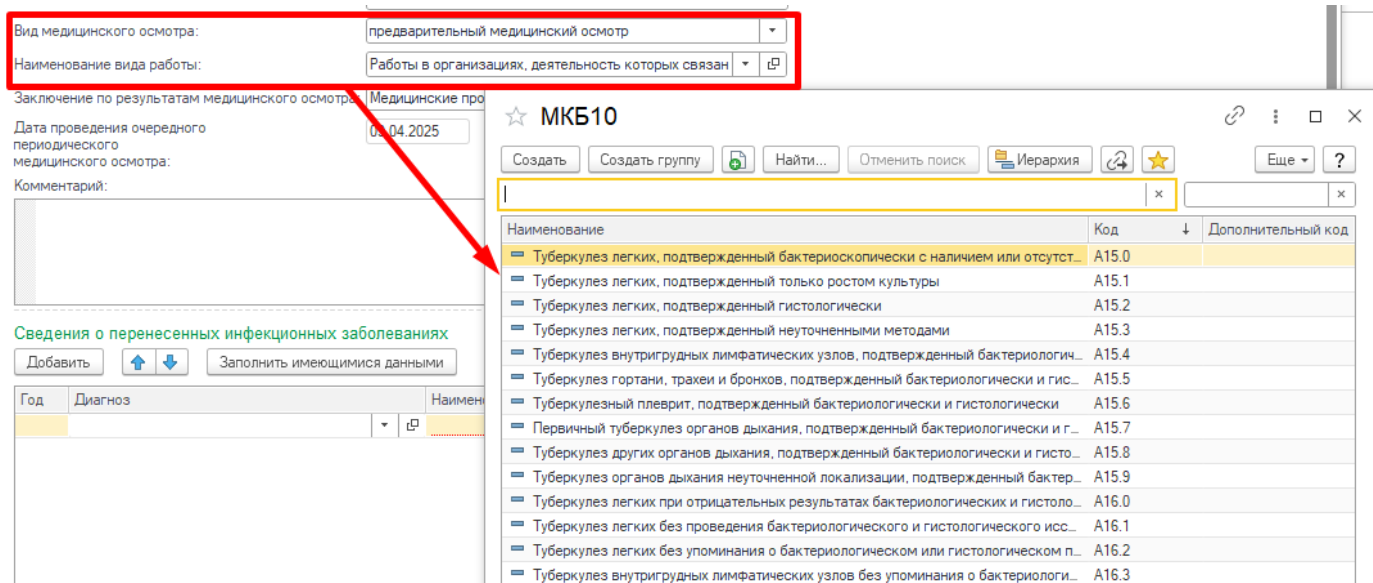 Вид медицинского осмотра: предварительный медицинский осмотр
Наименование вида работы: Работы в организациях, деятельность которых связан
Заключение по результатам медицинского осмотра: Медицинские про
Дата проведения очередного
периодического
медицинского осмотра:
04.2025
Комментарий:
МКБ10
Создать Создать группу Найти... Отменить поиск Иерархия Еще ?
Наименование Код Дополнительный код
Туберкулез легких, подтвержденный бактериоскопически с наличием или отсутст... A15.0
Туберкулез легких, подтвержденный только ростом культуры A15.1
Туберкулез легких, подтвержденный гистологически A15.2
Туберкулез легких, подтвержденный неуточненными методами A15.3
Туберкулез внутригрудных лимфатических узлов, подтвержденный бактериологич... A15.4
Туберкулез гортани, трахеи и бронхов, подтвержденный бактериологически и гис... A15.5
Туберкулезный плеврит, подтвержденный бактериологически и гистологически A15.6
Первичный туберкулез органов дыхания, подтвержденный бактериологически и г... A15.7
Туберкулез других органов дыхания, подтвержденный бактериологически и гисто... A15.8
Туберкулез органов дыхания неуточненной локализации, подтвержденный бактер... A15.9
Туберкулез легких при отрицательных результатах бактериологических и гистоло... A16.0
Туберкулез легких без проведения бактериологического и гистологического исс... A16.1
Туберкулез легких без упоминания о бактериологическом или гистологическом п... A16.2
Туберкулез внутригрудных лимфатических узлов без упоминания о бактериологи... A16.3
Сведения о перенесенных инфекционных заболеваниях
Добавить Заполнить имеющимися данными
Год Диагноз Наимено